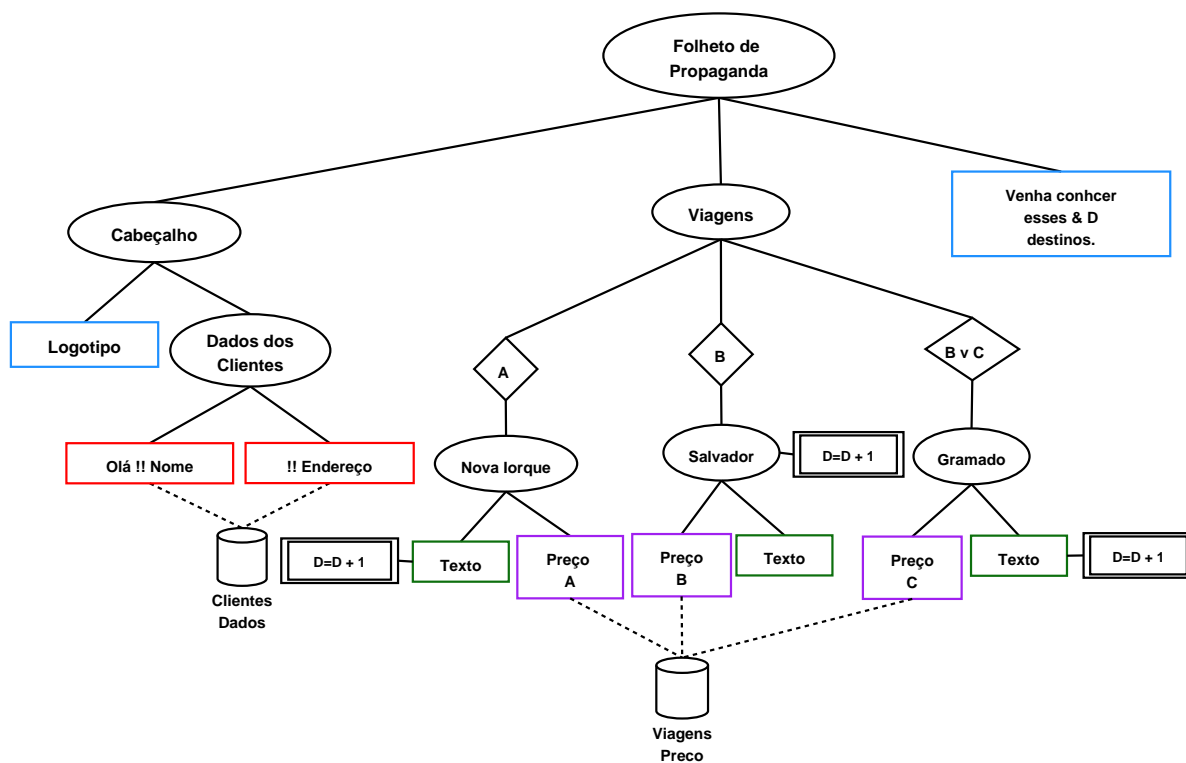 Folheto de
Propaganda
Venha conhcer
esses & D
destinos.
Viagens
Cabeçalho
Logotipo
Dados dos
Clientes
A
B
B v C
Olá !! Nome
!! Endereço
Nova Iorque
Salvador
D=D + 1
Gramado
D=D + 1
Texto
Preço
A
Preço
B
Texto
Preço
C
Texto
D=D + 1
Clientes
Dados
Viagens
Preco